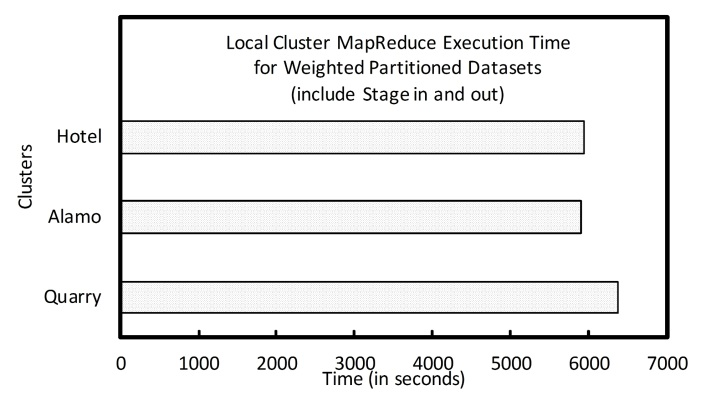 Local Cluster MapReduce Execution Time
for Weighted Partitioned Datasets
(include Stage in and out)
Clusters
Hotel
Alamo
Quarry
0 1000 2000 3000 4000 5000 6000 7000
Time (in seconds)